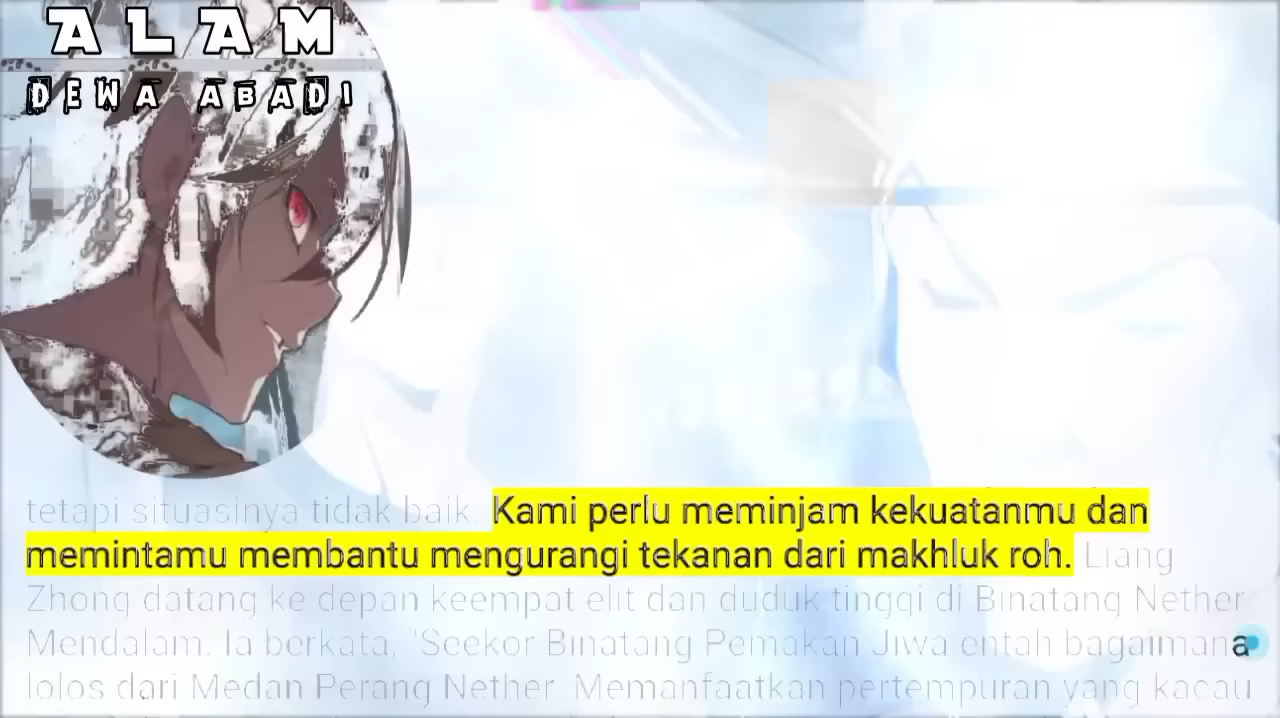 ALAM
DEWA ABADI
tetapi situasinya tidak baik. Kami perlu meminjam kekuatanmu dan
memintamu membantu mengurangi tekanan dari makhluk roh. Liang
Zhong datang ke depan keempat elit dan duduk tinggi di Binatang Nether
Mendalam. Ia berkata, "Seekor Binatang Pemakan Jiwa entah bagaimana
lolos dari Medan Perang Nether. Memanfaatkan pertempuran yang kacau